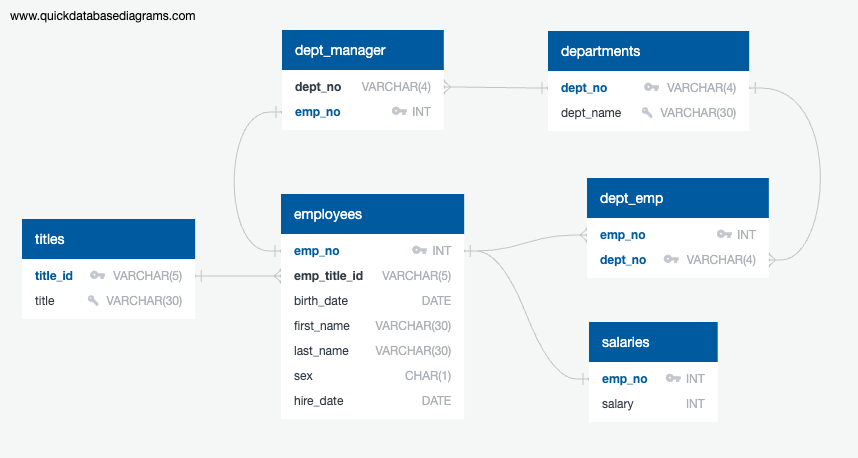 www.quickdatabasediagrams.com
dept_manager
dept_no VARCHAR(4)
emp_no INT
departments
dept_no VARCHAR(4)
dept_name VARCHAR(30)
titles
title_id VARCHAR(5)
title VARCHAR(30)
employees
emp_no INT
emp_title_id VARCHAR(5)
birth_date DATE
first_name VARCHAR(30)
last_name VARCHAR(30)
sex CHAR(1)
hire_date DATE
dept_emp
emp_no INT
dept_no VARCHAR(4)
salaries
emp_no INT
salary INT